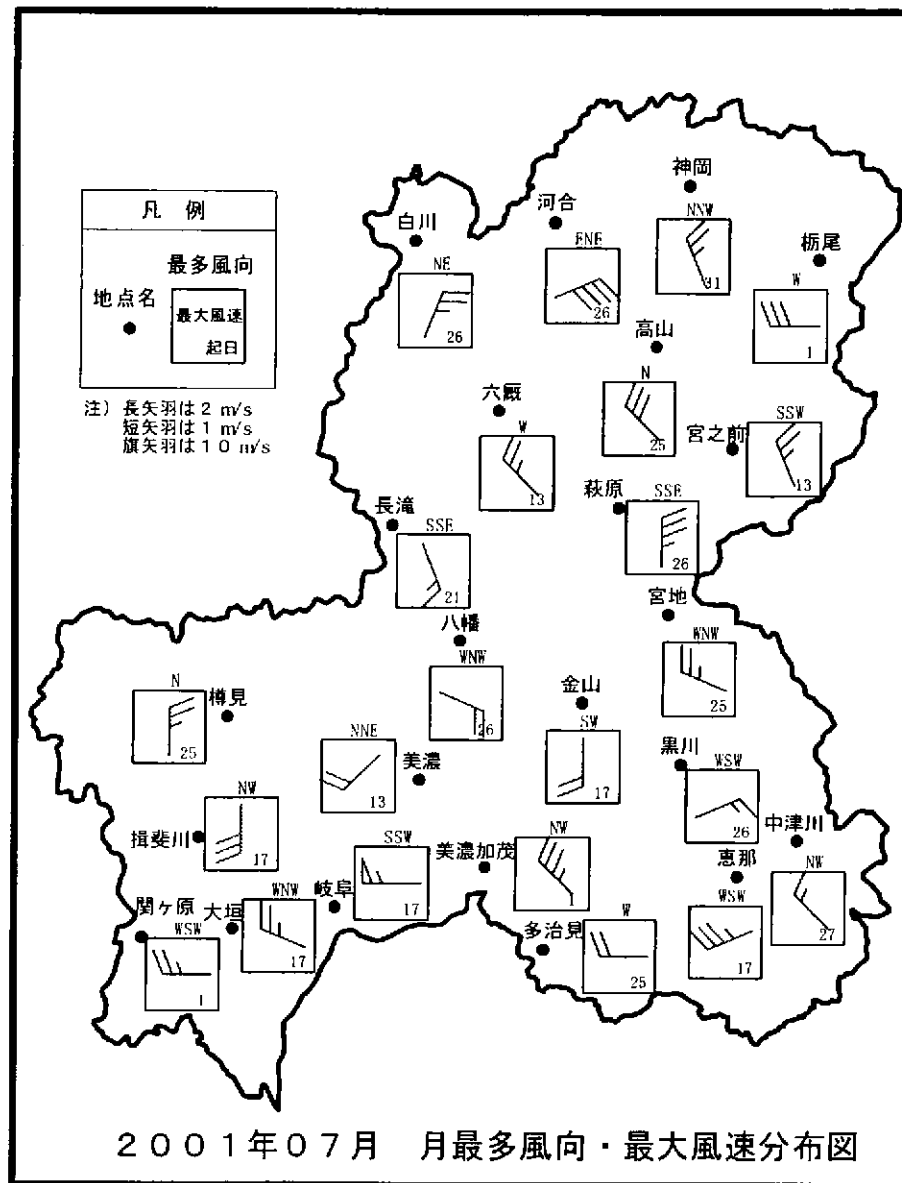 凡例
最多風向
地点名
最大風速
起日
注) 長矢羽は2 m/s
短矢羽は1 m/s
旗矢羽は10 m/s
神岡
NNW
31
河合
ENE
26
白川
NE
26
栃尾
W
1
高山
N
25
六厩
W
13
宮之前
SSW
13
萩原
SSE
26
長滝
SSE
21
宮地
WNW
25
八幡
WNW
26
樽見
N
25
金山
SW
17
美濃
NNE
13
黒川
WSW
26
揖斐川
NW
17
中津川
NW
27
美濃加茂
NW
1
恵那
WSW
17
岐阜
SSW
17
大垣
WNW
17
関ヶ原
WSW
1
多治見
W
25
2001年07月 月最多風向・最大風速分布図